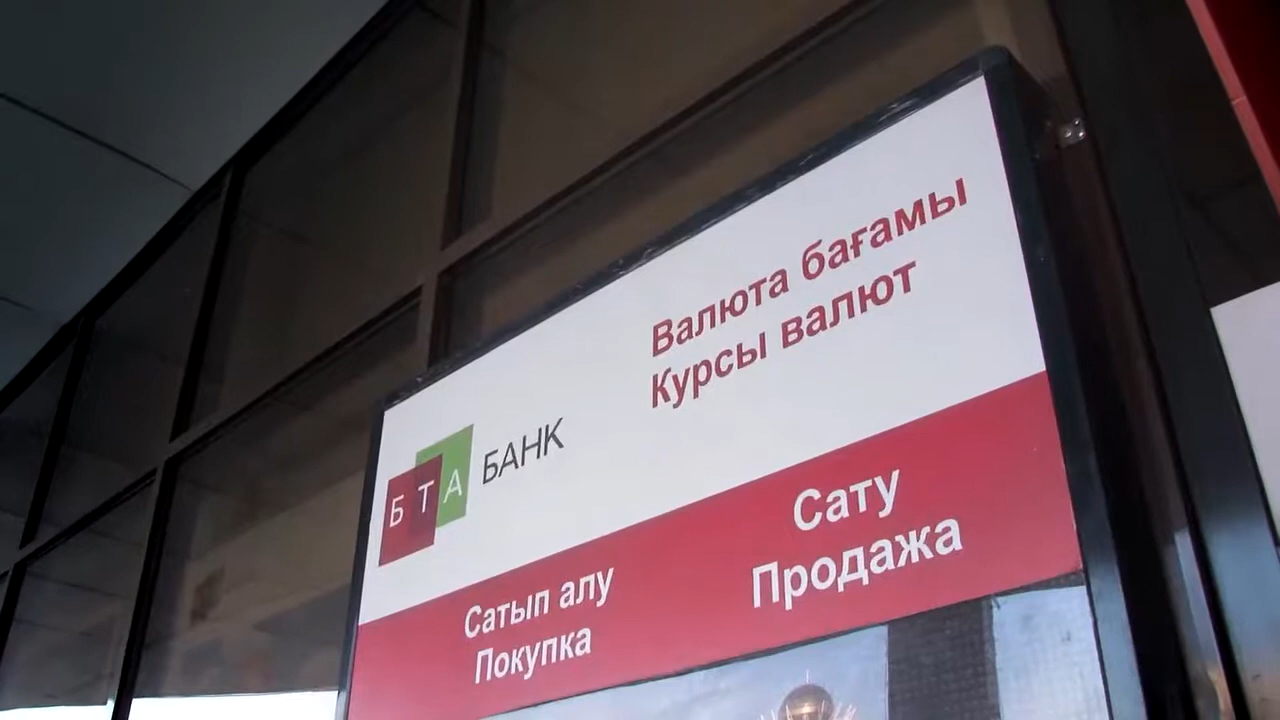 Валюта бағамы
Курсы валют
БТА БАНК
Сатып алу
Покупка
Сату
Продажа